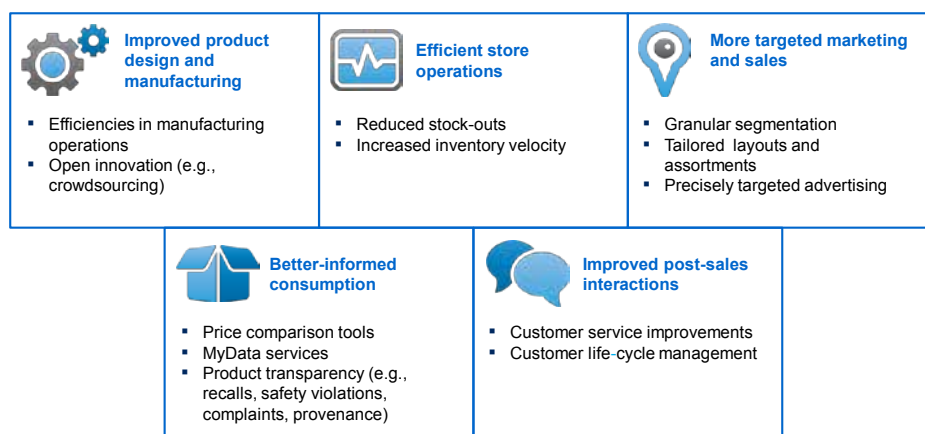 Improved product
design and
manufacturing
▪ Efficiencies in manufacturing
operations
▪ Open innovation (e.g.,
crowdsourcing)
Efficient store
operations
▪ Reduced stock-outs
▪ Increased inventory velocity
More targeted marketing
and sales
▪ Granular segmentation
▪ Tailored layouts and
assortments
▪ Precisely targeted advertising
Better-informed
consumption
▪ Price comparison tools
▪ MyData services
▪ Product transparency (e.g.,
recalls, safety violations,
complaints, provenance)
Improved post-sales
interactions
▪ Customer service improvements
▪ Customer life-cycle management